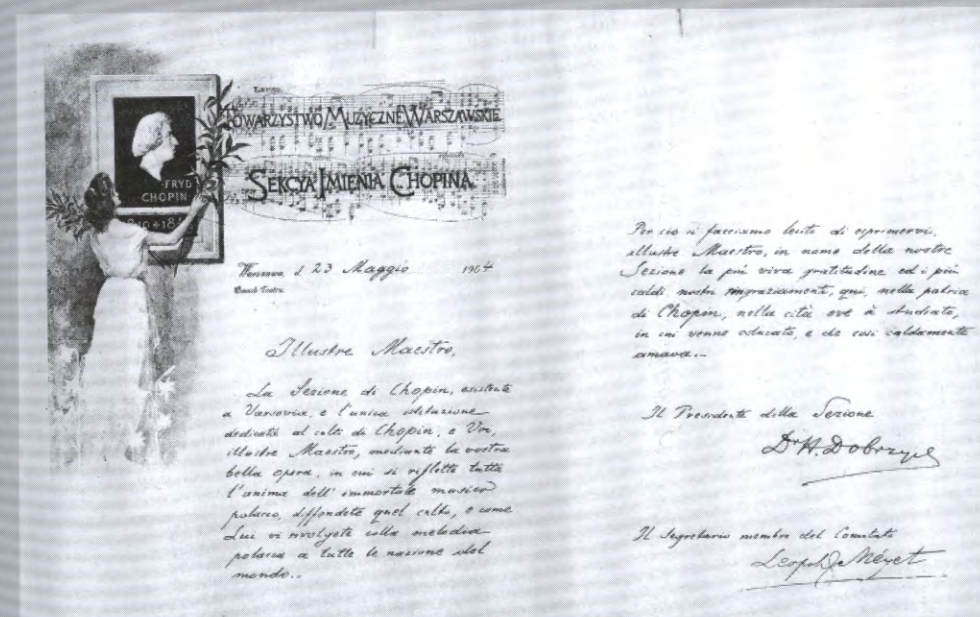 TOWARZYSTWO MUZYCZNE WARSZAWSKIE
SEKCYA IMIENIA CHOPINA
FRYD
CHOPIN
Warszawa, d. 23 Maggio 1904
Gmach Teatru
Illustre Maestro,
La Sezione di Chopin, esistente
a Varsovia, e l'unica istituzione
dedicata al culto di Chopin, e Voi,
illustre Maestro, mediante la vostra
bella opera, in cui si riflette tutta
l'anima dell'immortale musico
polacco, diffondete quel culto, e come
Lui vi rivolgete colla melodia
polacca a tutte le nazione del
mondo..
Per cio ci facciamo lecito di esprimervi,
illustre Maestro, in nome della nostra
Sezione la più viva gratitudine ed i più
caldi nostri ringraziamenti, qui, nella patria
di Chopin, nella città ove à studiato,
in cui venne educato, e che così caldamente
amava...
Il Presidente della Sezione
Dr H. Dobrzycki
Il Segretario membro del Comitato
Leopold Méyet